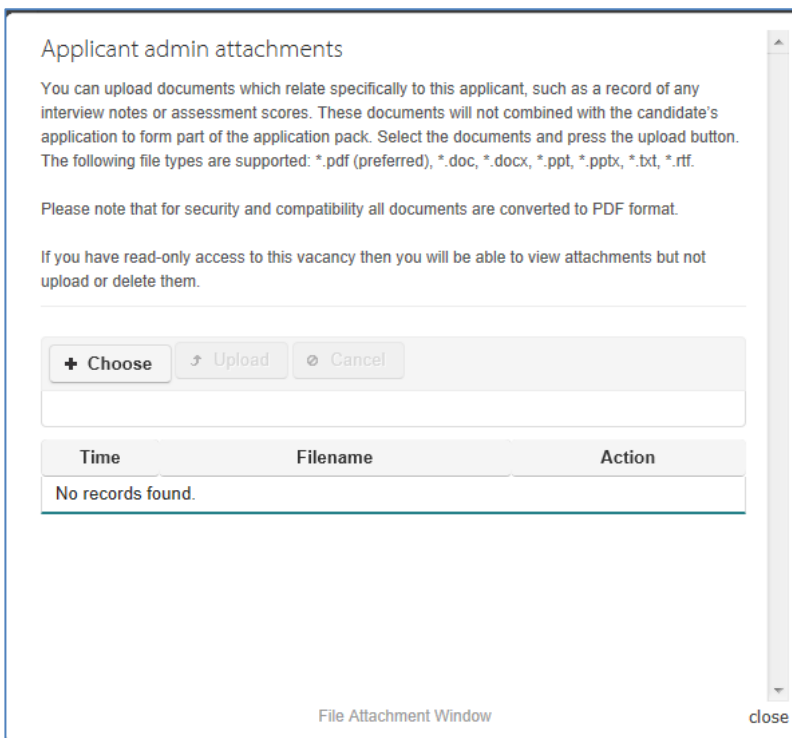 Applicant admin attachments
You can upload documents which relate specifically to this applicant, such as a record of any
interview notes or assessment scores. These documents will not combined with the candidate's
application to form part of the application pack. Select the documents and press the upload button.
The following file types are supported: *.pdf (preferred), *.doc, *.docx, *.ppt, *.pptx, *.txt, *.rtf.
Please note that for security and compatibility all documents are converted to PDF format.
If you have read-only access to this vacancy then you will be able to view attachments but not
upload or delete them.
+ Choose Upload Cancel
Time Filename Action
No records found.
File Attachment Window
close